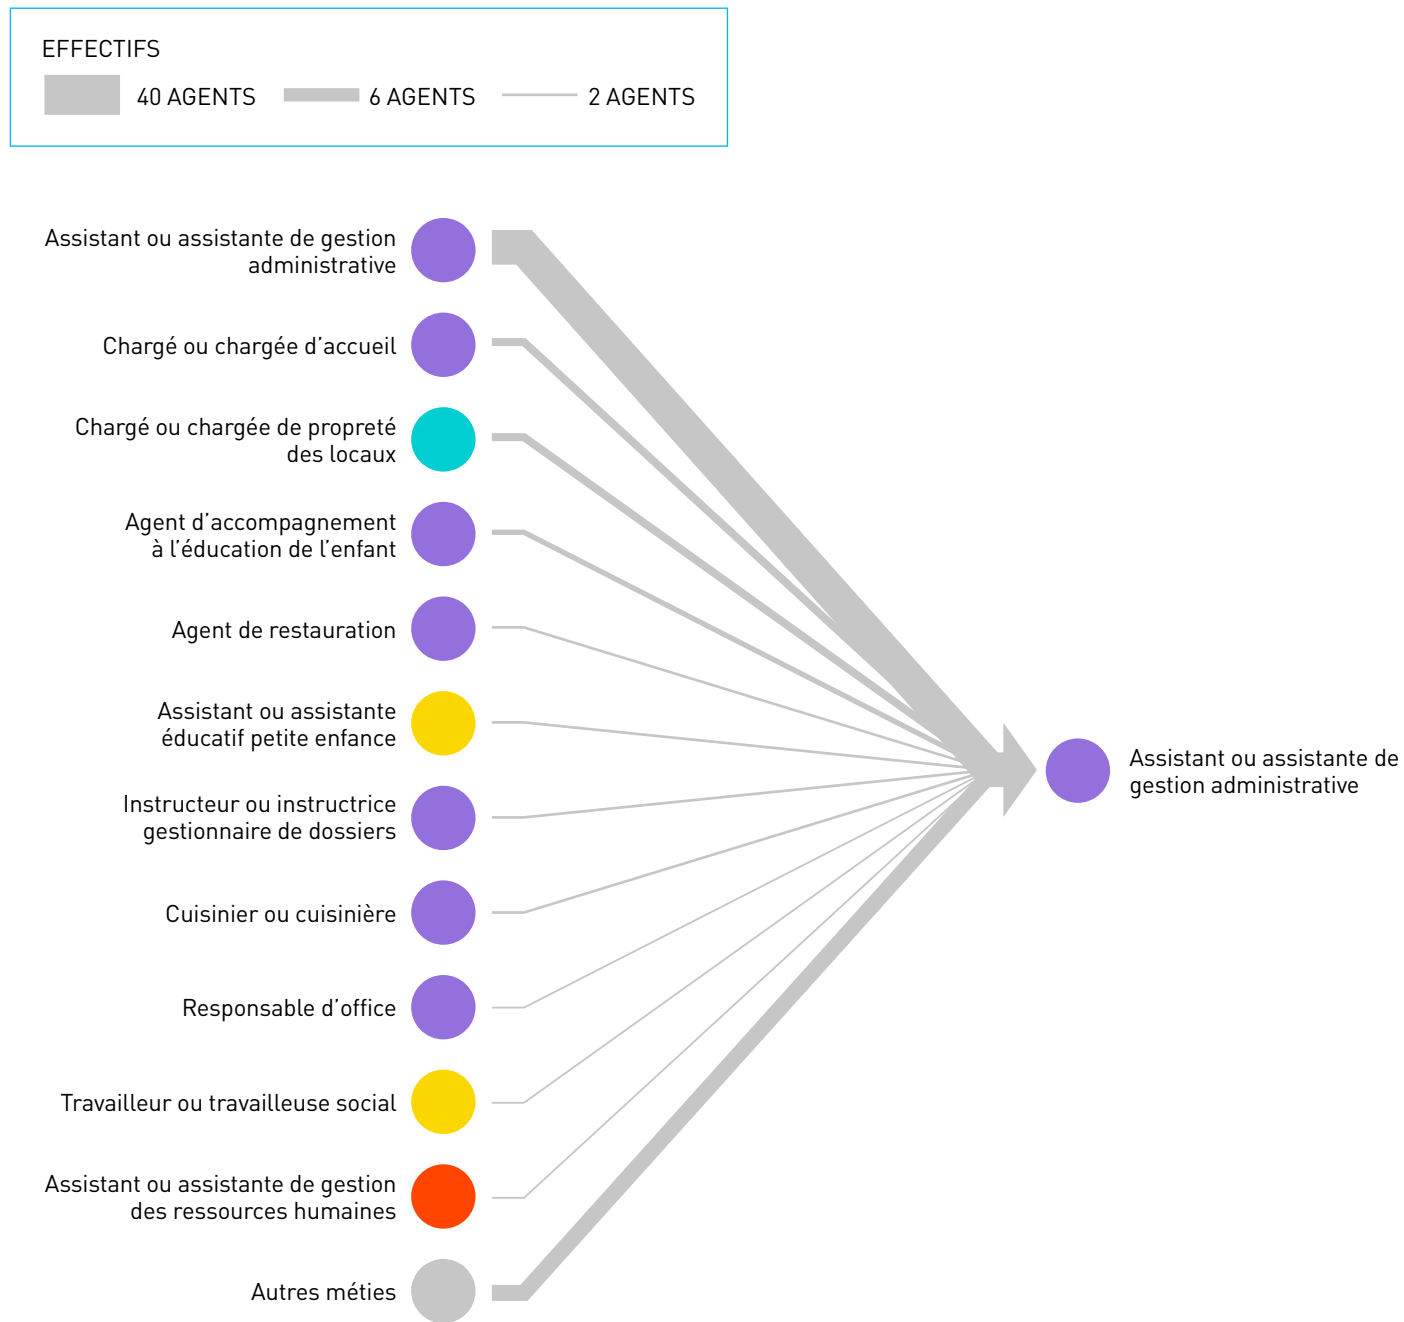 EFFECTIFS
40 AGENTS
6 AGENTS
2 AGENTS
Assistant ou assistante de gestion
administrative
Chargé ou chargée d’accueil
Chargé ou chargée de propreté
des locaux
Agent d’accompagnement
à l’éducation de l’enfant
Agent de restauration
Assistant ou assistante
éducatif petite enfance
Instructeur ou instructrice
gestionnaire de dossiers
Cuisinier ou cuisinière
Responsable d’office
Travailleur ou travailleuse social
Assistant ou assistante de gestion
des ressources humaines
Autres méties
Assistant ou assistante de
gestion administrative